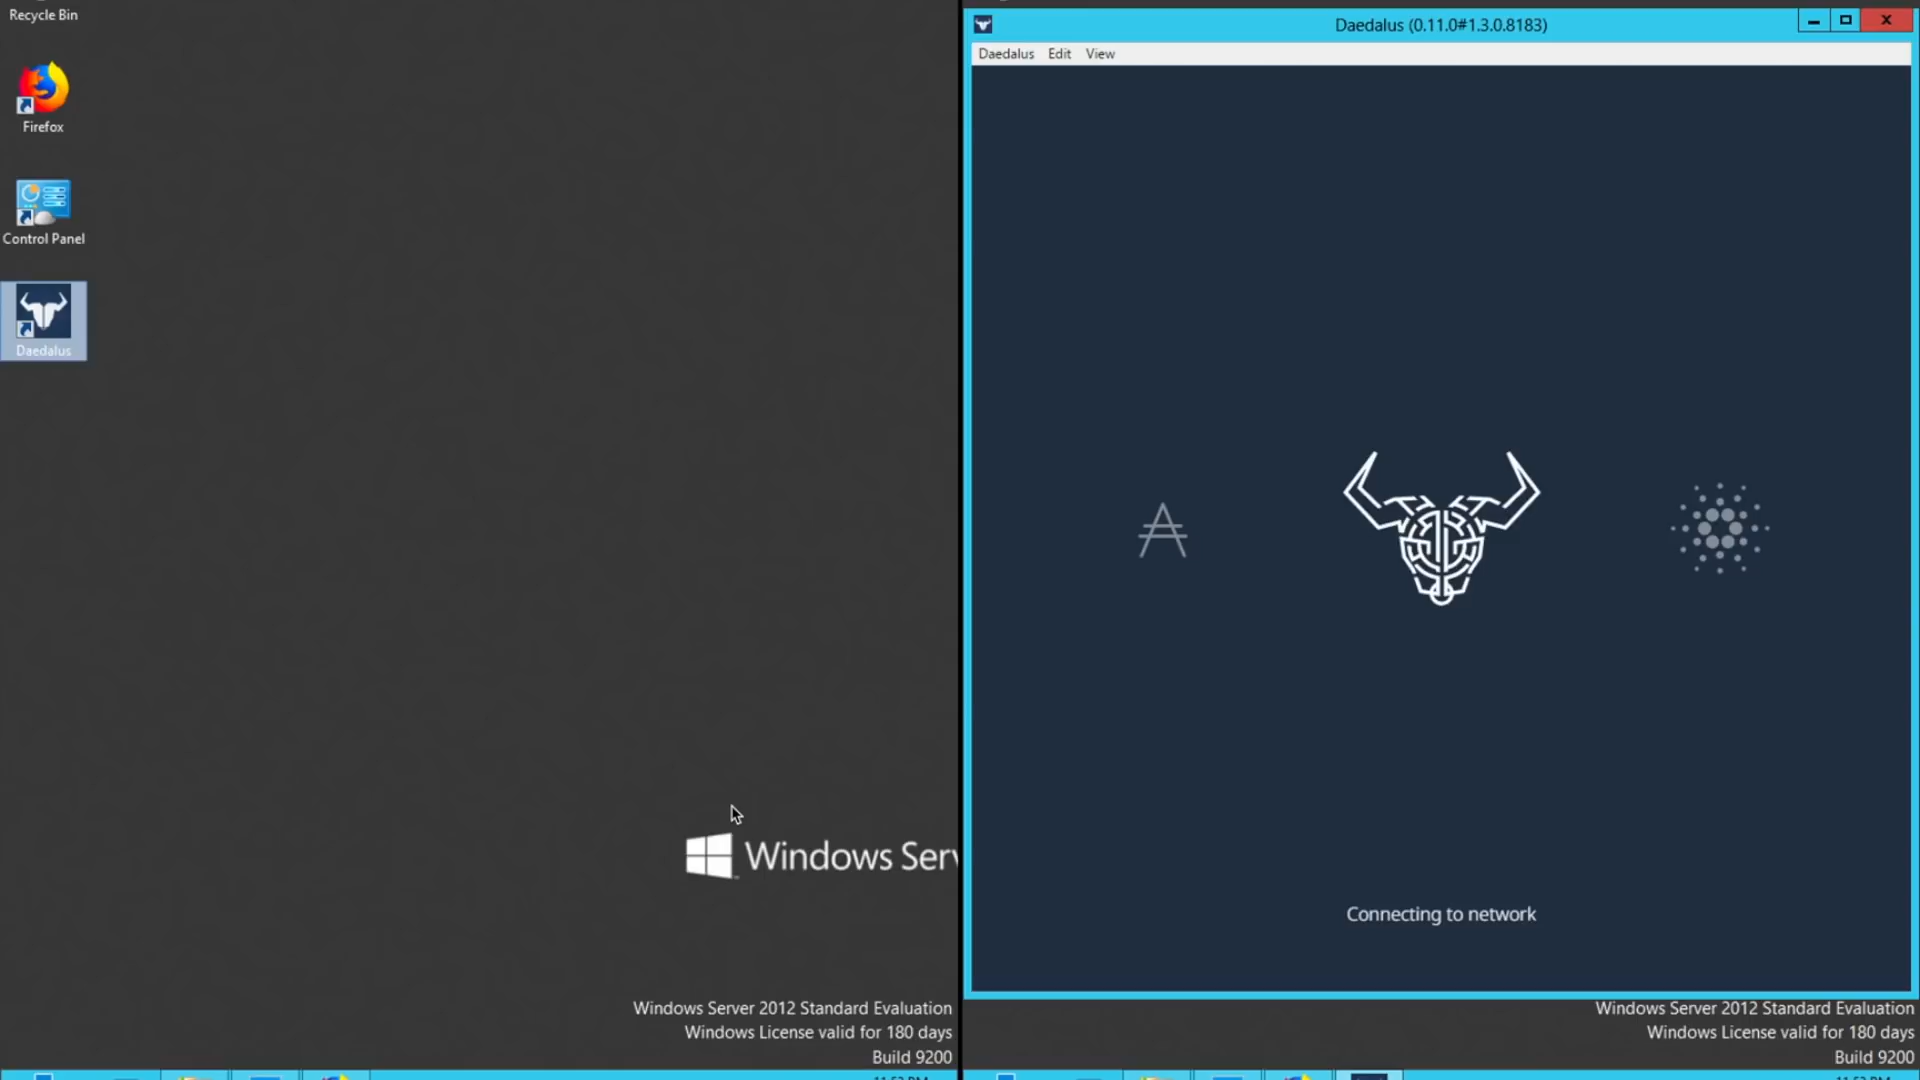 Recycle Bin
Firefox
Control Panel
Daedalus
Windows Serv
Windows Server 2012 Standard Evaluation
Windows License valid for 180 days
Build 9200
Daedalus (0.11.0#1.3.0.8183)
Daedalus Edit View
Connecting to network
Windows Server 2012 Standard Evaluation
Windows License valid for 180 days
Build 9200